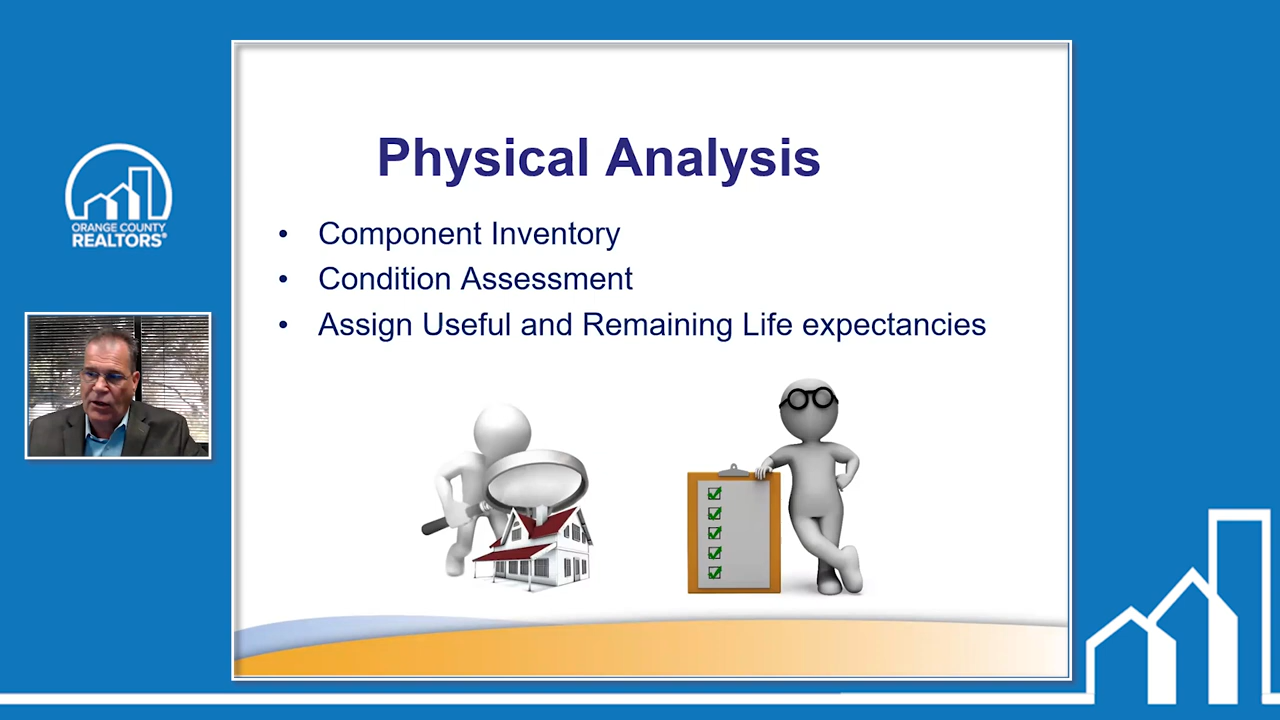 Physical Analysis
• Component Inventory
• Condition Assessment
• Assign Useful and Remaining Life expectancies
ORANGE COUNTY
REALTORS®